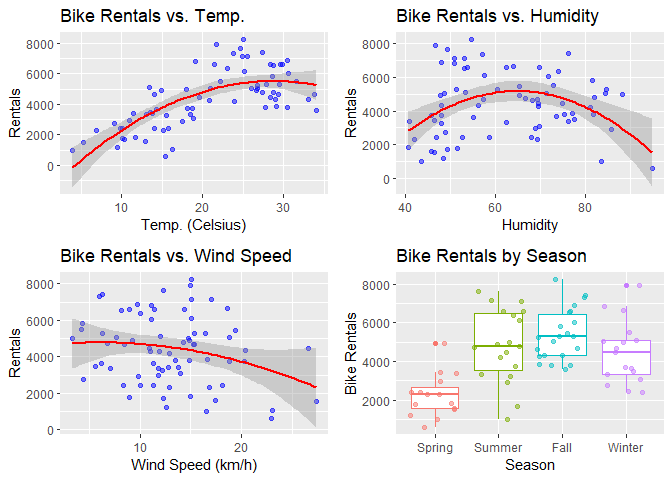 Bike Rentals vs. Temp.
Rentals
8000
6000
4000
2000
0
10
20
30
Temp. (Celsius)
Bike Rentals vs. Humidity
Rentals
8000
6000
4000
2000
0
40
60
80
Humidity
Bike Rentals vs. Wind Speed
Rentals
8000
6000
4000
2000
0
10
20
Wind Speed (km/h)
Bike Rentals by Season
Bike Rentals
8000
6000
4000
2000
Spring
Summer
Fall
Winter
Season